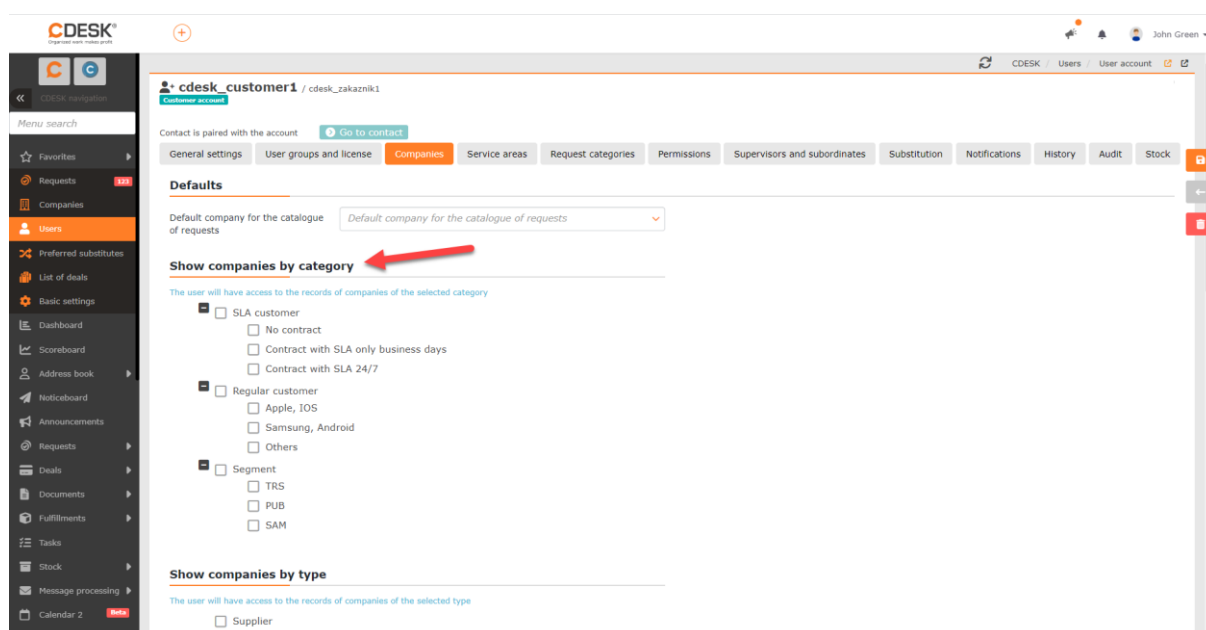 CDESK®
Organized work makes profit
John Green
CDESK / Users / User account
CDESK navigation
Menu search
Favorites
Requests 123
Companies
Users
Preferred substitutes
List of deals
Basic settings
Dashboard
Scoreboard
Address book
Noticeboard
Announcements
Requests
Deals
Documents
Fulfillments
Tasks
Stock
Message processing
Calendar 2 Beta
cdesk_customer1 / cdesk_zakaznik1
Customer account
Contact is paired with the account Go to contact
General settings User groups and license Companies Service areas Request categories Permissions Supervisors and subordinates Substitution Notifications History Audit Stock
Defaults
Default company for the catalogue
of requests
Default company for the catalogue of requests
Show companies by category
The user will have access to the records of companies of the selected category
SLA customer
No contract
Contract with SLA only business days
Contract with SLA 24/7
Regular customer
Apple, IOS
Samsung, Android
Others
Segment
TRS
PUB
SAM
Show companies by type
The user will have access to the records of companies of the selected type
Supplier